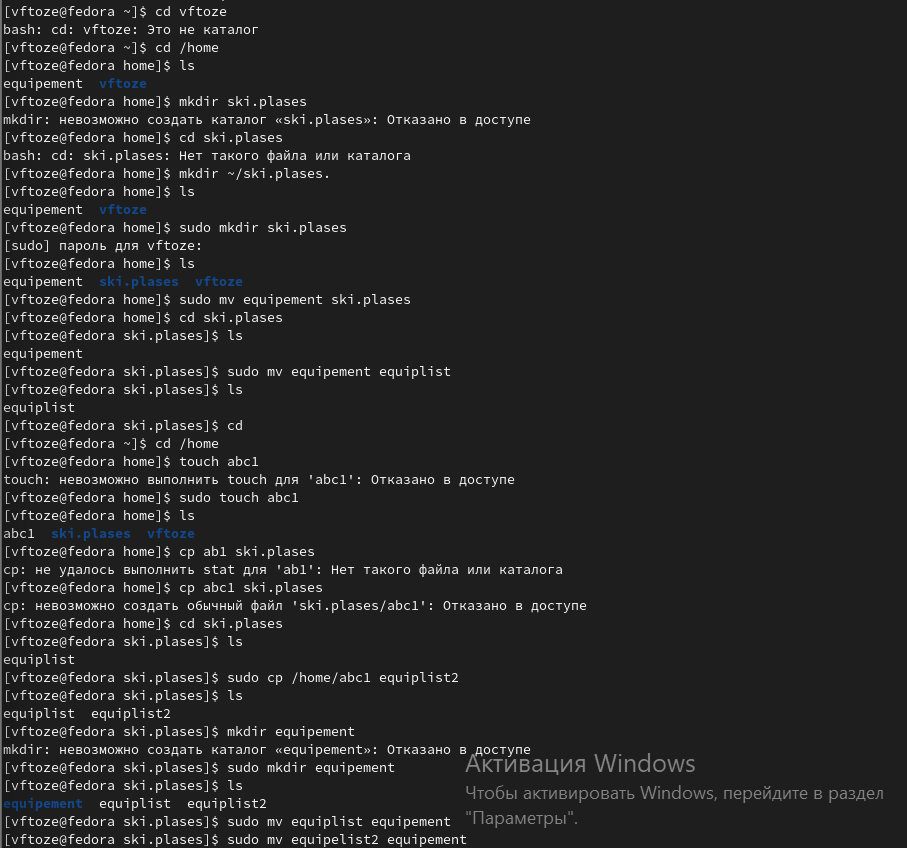 [vftoze@fedora ~]$ cd vftoze
bash: cd: vftoze: Это не каталог
[vftoze@fedora ~]$ cd /home
[vftoze@fedora home]$ ls
equipement  vftoze
[vftoze@fedora home]$ mkdir ski.plases
mkdir: невозможно создать каталог «ski.plases»: Отказано в доступе
[vftoze@fedora home]$ cd ski.plases
bash: cd: ski.plases: Нет такого файла или каталога
[vftoze@fedora home]$ mkdir ~/ski.plases.
[vftoze@fedora home]$ ls
equipement  vftoze
[vftoze@fedora home]$ sudo mkdir ski.plases
[sudo] пароль для vftoze:
[vftoze@fedora home]$ ls
equipement  ski.plases  vftoze
[vftoze@fedora home]$ sudo mv equipement ski.plases
[vftoze@fedora home]$ cd ski.plases
[vftoze@fedora ski.plases]$ ls
equipement
[vftoze@fedora ski.plases]$ sudo mv equipement equiplist
[vftoze@fedora ski.plases]$ ls
equiplist
[vftoze@fedora ski.plases]$ cd
[vftoze@fedora ~]$ cd /home
[vftoze@fedora home]$ touch abc1
touch: невозможно выполнить touch для 'abc1': Отказано в доступе
[vftoze@fedora home]$ sudo touch abc1
[vftoze@fedora home]$ ls
abc1  ski.plases  vftoze
[vftoze@fedora home]$ cp ab1 ski.plases
cp: не удалось выполнить stat для 'ab1': Нет такого файла или каталога
[vftoze@fedora home]$ cp abc1 ski.plases
cp: невозможно создать обычный файл 'ski.plases/abc1': Отказано в доступе
[vftoze@fedora home]$ cd ski.plases
[vftoze@fedora ski.plases]$ ls
equiplist
[vftoze@fedora ski.plases]$ sudo cp /home/abc1 equiplist2
[vftoze@fedora ski.plases]$ ls
equiplist  equiplist2
[vftoze@fedora ski.plases]$ mkdir equipement
mkdir: невозможно создать каталог «equipement»: Отказано в доступе
[vftoze@fedora ski.plases]$ sudo mkdir equipement
[vftoze@fedora ski.plases]$ ls
equipement  equiplist  equiplist2
[vftoze@fedora ski.plases]$ sudo mv equiplist equipement
[vftoze@fedora ski.plases]$ sudo mv equipelist2 equipement
Активация Windows
Чтобы активировать Windows, перейдите в раздел
"Параметры".